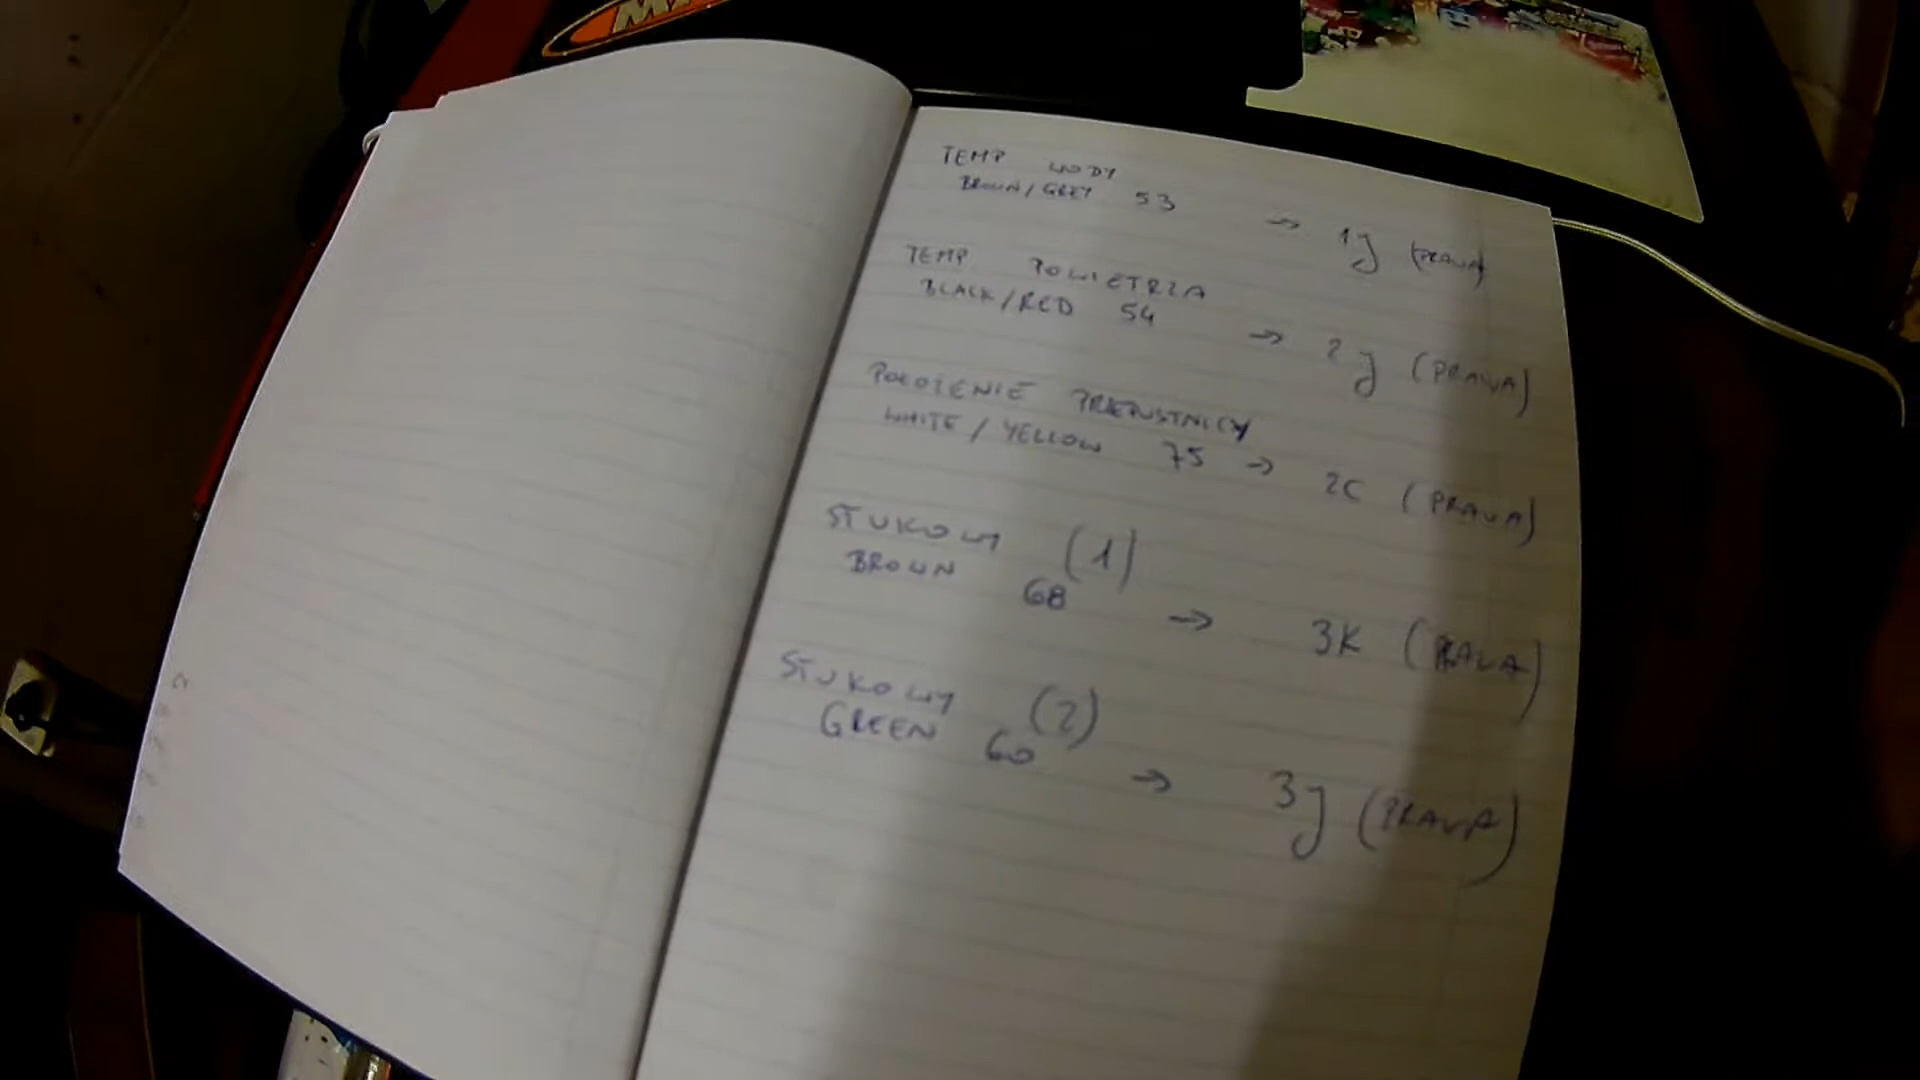 TEMP WODY
BROWN/GREY 53 → 1J (PRAWA)
TEMP POWIETRZA
BLACK/RED 54 → 2J (PRAWA)
POŁOŻENIE PRZEPUSTNICY
WHITE / YELLOW 75 → 2C (PRAWA)
STUKOWY (1)
BROWN 68 → 3K (PRAWA)
STUKOWY (2)
GREEN 60 → 3J (PRAWA)